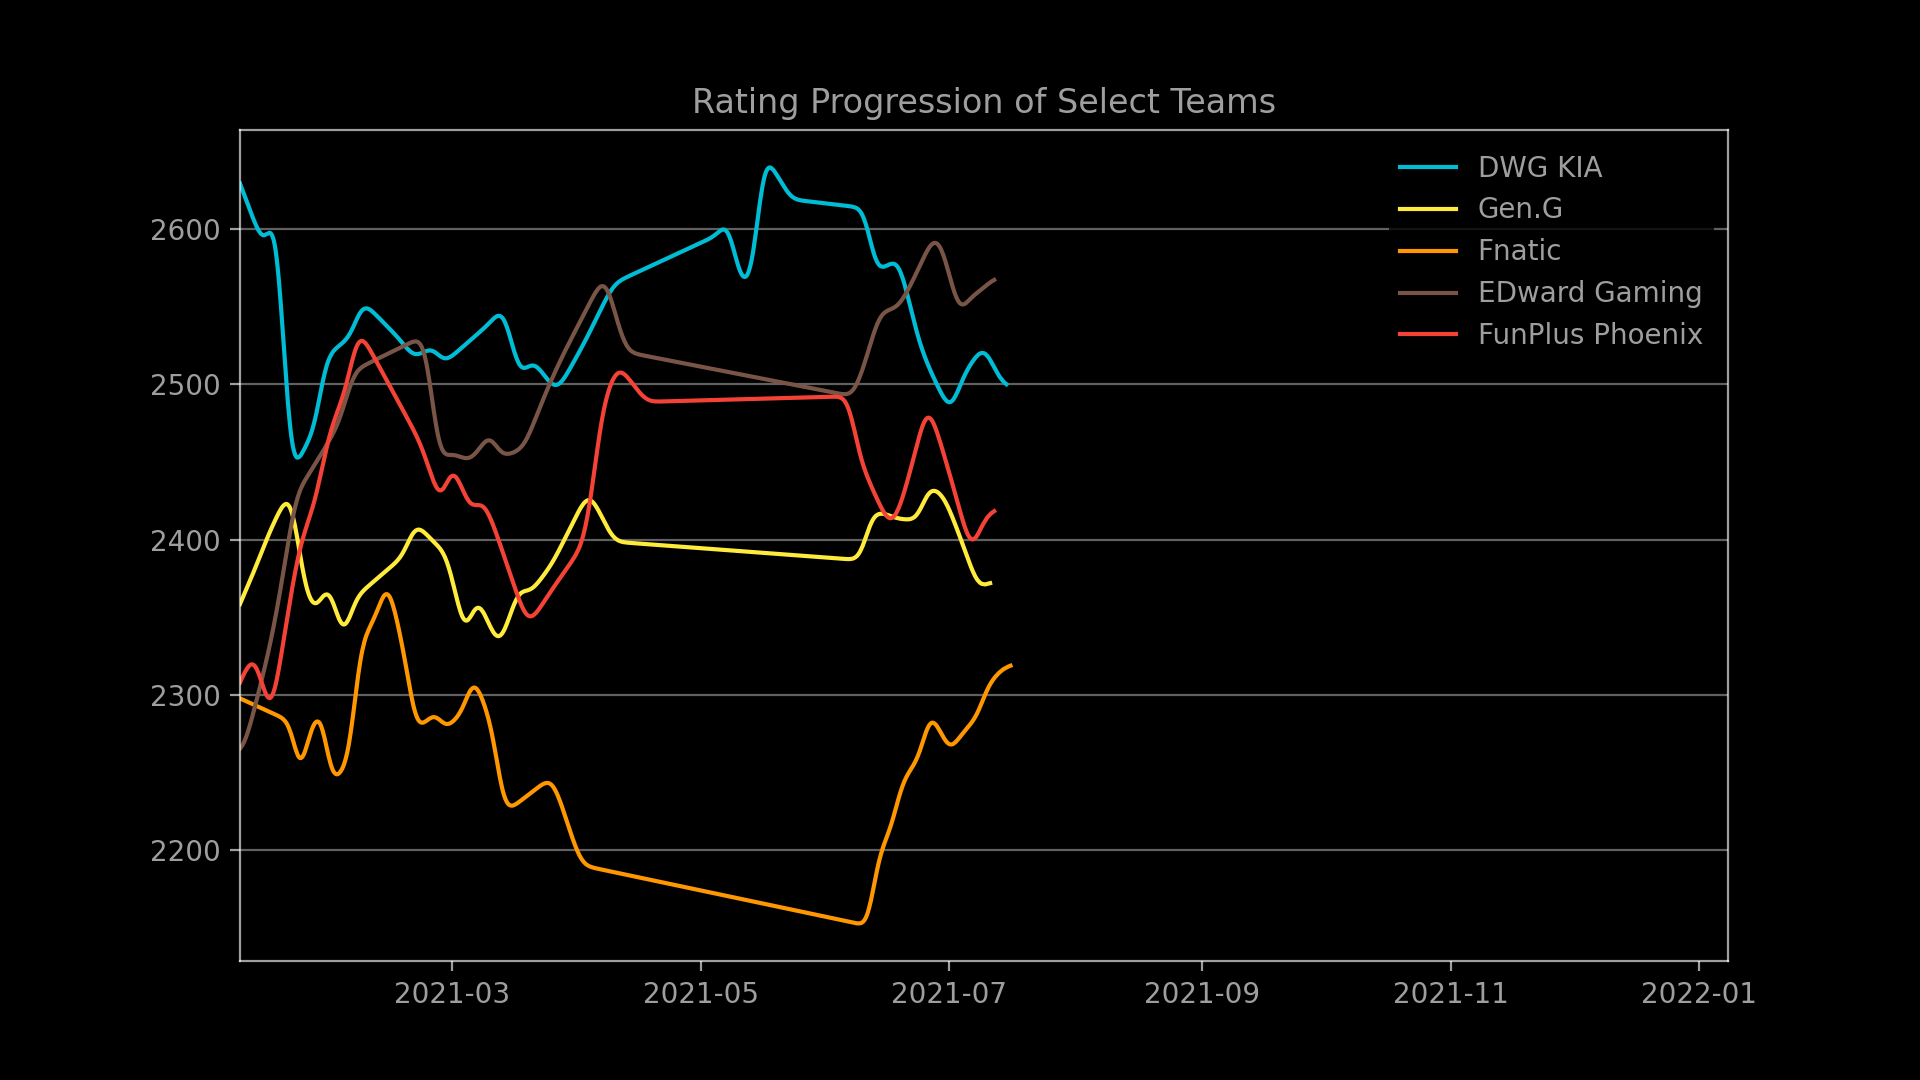 Rating Progression of Select Teams
DWG KIA
Gen.G
Fnatic
EDward Gaming
FunPlus Phoenix
2600
2500
2400
2300
2200
2021-03
2021-05
2021-07
2021-09
2021-11
2022-01